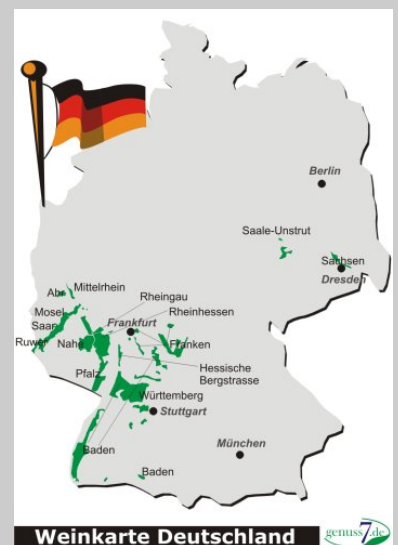 Berlin
Saale-Unstrut
Sachsen
Dresden
Ahr
Mittelrhein
Rheingau
Mosel
Saar
Rheinhessen
Frankfurt
Ruwer
Nahe
Franken
Pfalz
Hessische
Bergstrasse
Württemberg
Stuttgart
Baden
München
Baden
Weinkarte Deutschland
genuss7.de